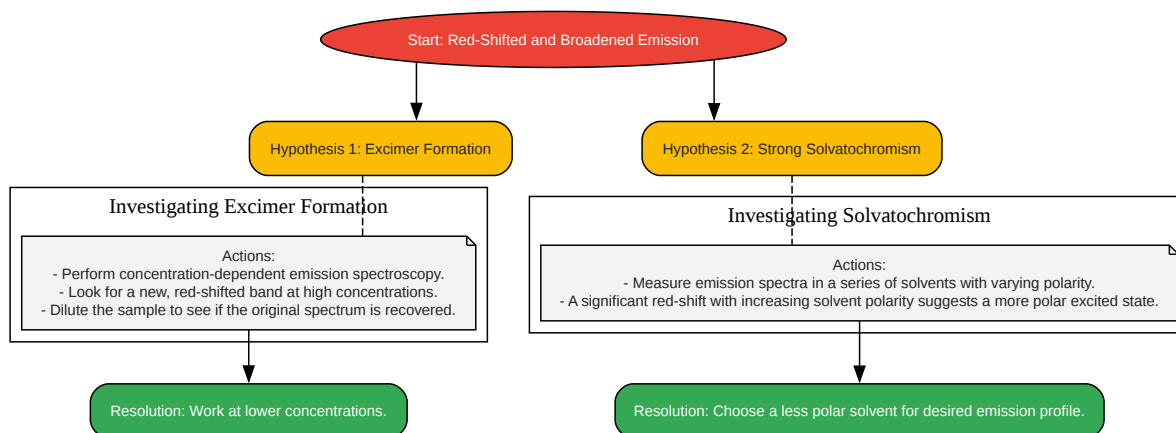 Start: Red-Shifted and Broadened Emission
Hypothesis 1: Excimer Formation
Hypothesis 2: Strong Solvatochromism
Investigating Excimer Formation
Actions:
- Perform concentration-dependent emission spectroscopy.
- Look for a new, red-shifted band at high concentrations.
- Dilute the sample to see if the original spectrum is recovered.
Investigating Solvatochromism
Actions:
- Measure emission spectra in a series of solvents with varying polarity.
- A significant red-shift with increasing solvent polarity suggests a more polar excited state.
Resolution: Work at lower concentrations.
Resolution: Choose a less polar solvent for desired emission profile.